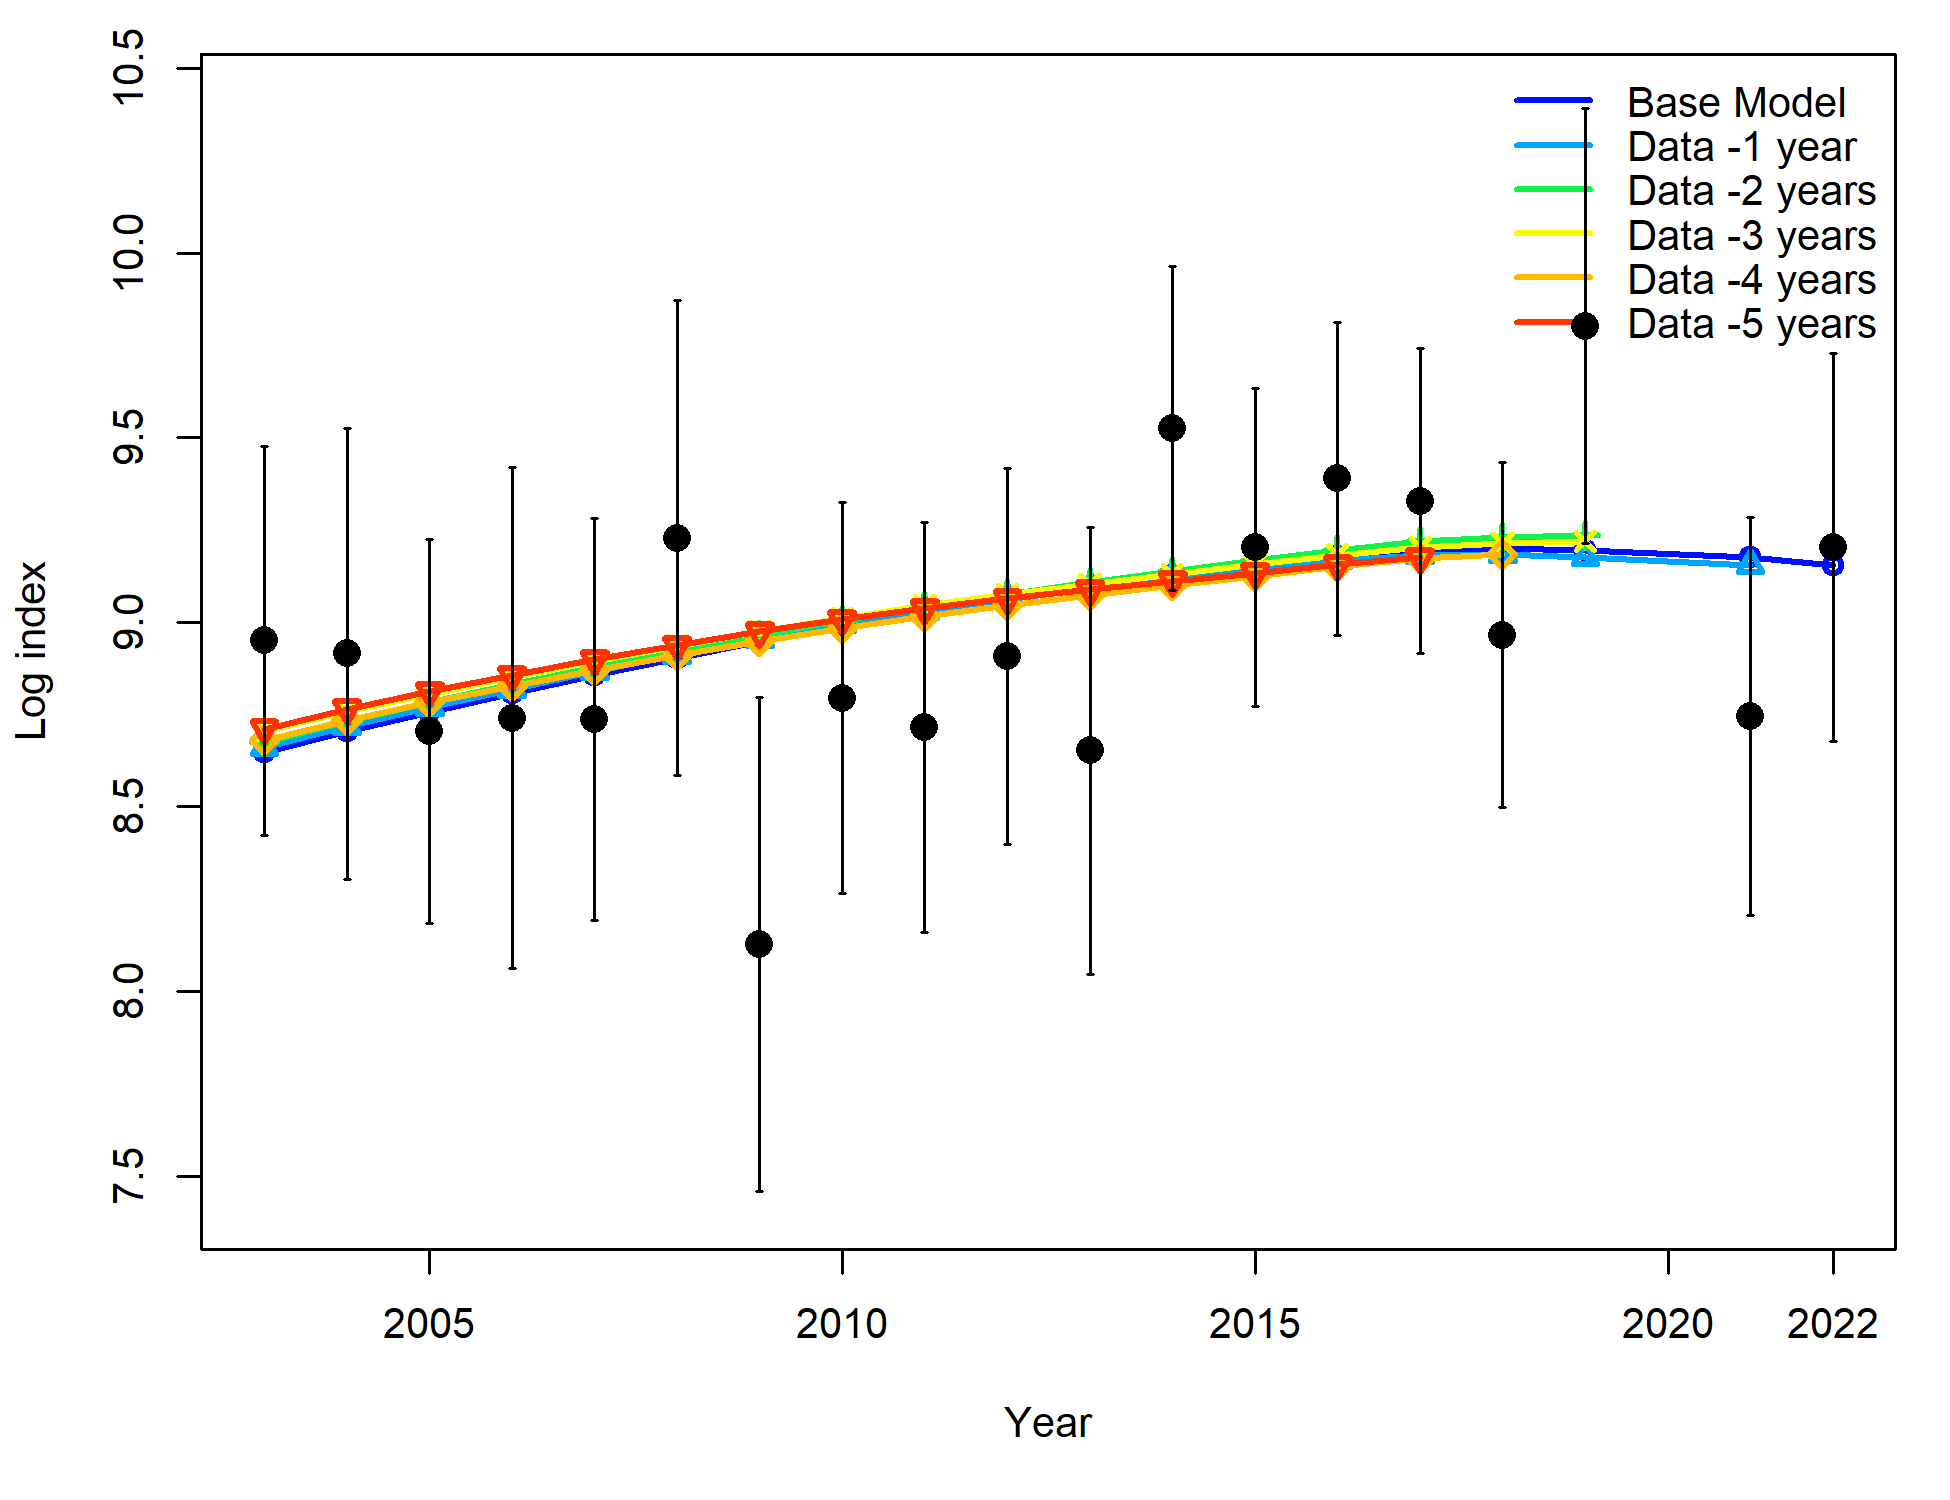 Base Model
Data -1 year
Data -2 years
Data -3 years
Data -4 years
Data -5 years
10.5
10.0
9.5
9.0
8.5
8.0
7.5
Log index
2005 2010 2015 2020 2022
Year